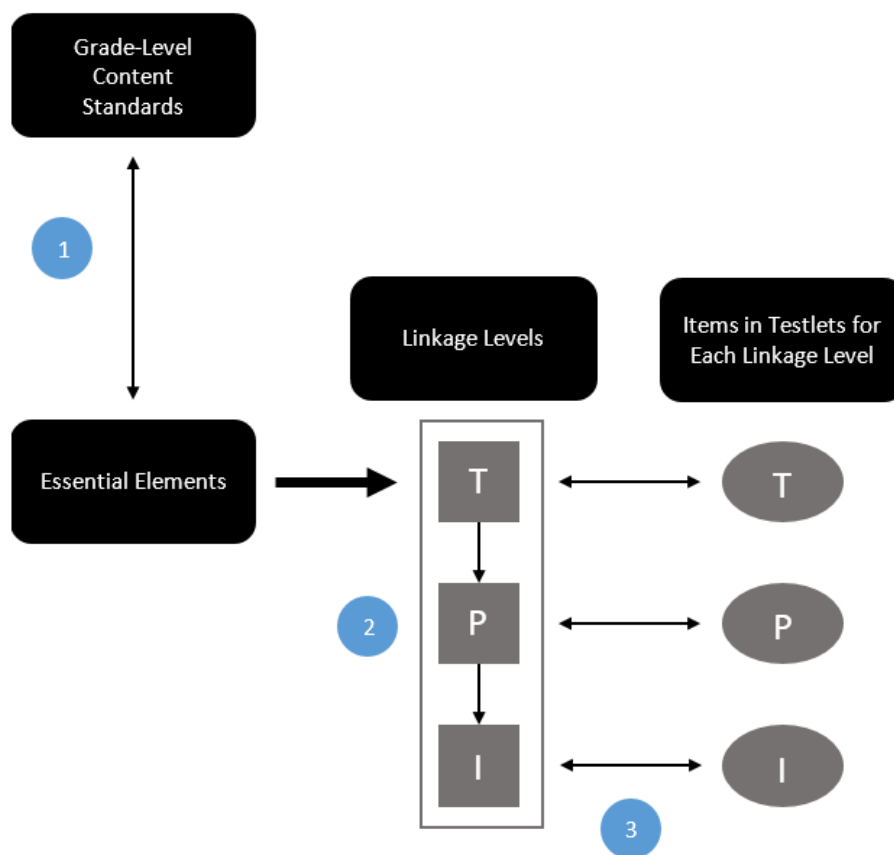 Grade-Level
Content
Standards
1
Linkage Levels
Items in Testlets for
Each Linkage Level
Essential Elements
T
T
2
P
P
I
I
3